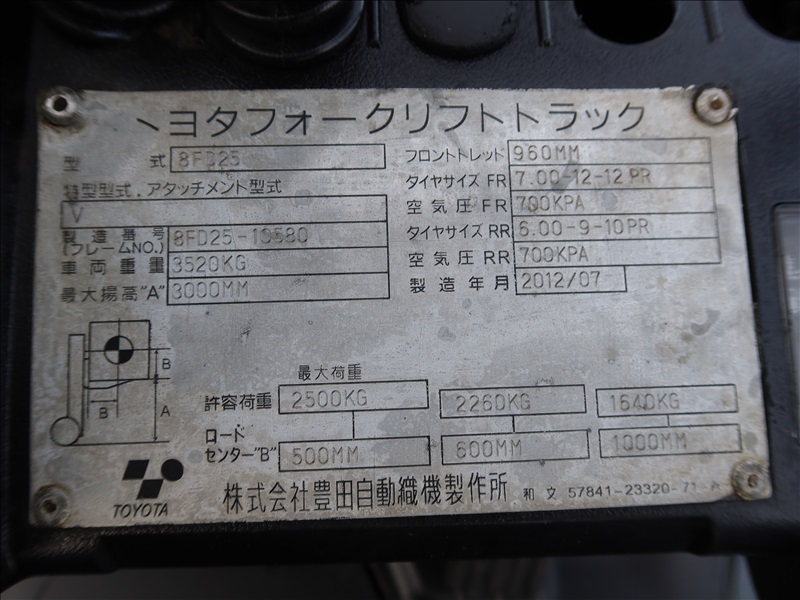 トヨタフォークリフトトラック
型式 8FD25
特型型式．アタッチメント型式
V
製造番号
(フレームNO.) 8FD25-10580
車両重量 3520KG
最大揚高"A" 3000MM
フロントトレッド 960MM
タイヤサイズ FR 7.00-12-12PR
空気圧 FR 700KPA
タイヤサイズ RR 6.00-9-10PR
空気圧 RR 700KPA
製造年月 2012/07
B
B
A
最大荷重
許容荷重 2500KG 2260KG 1640KG
ロード
センター"B" 500MM 600MM 1000MM
TOYOTA
株式会社豊田自動織機製作所
和文 57841-23320-71-A